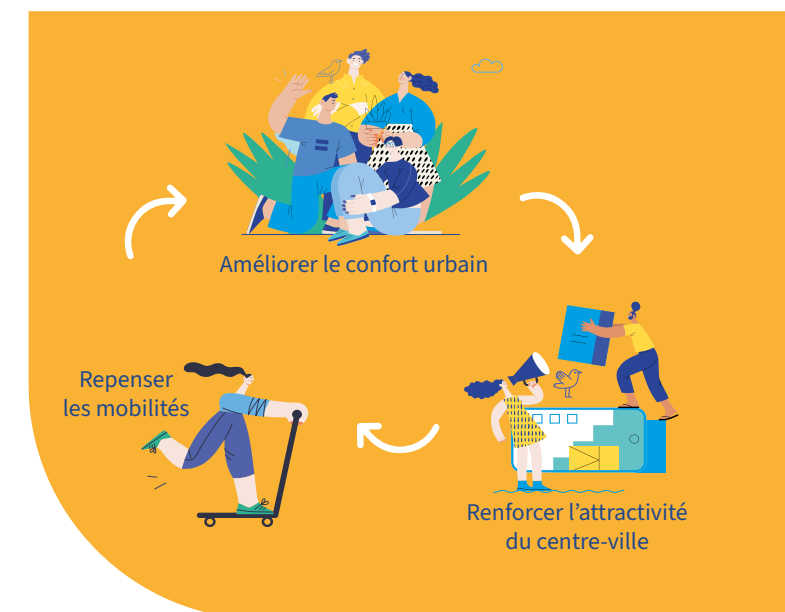 Améliorer le confort urbain
Repenser
les mobilités
Renforcer l’attractivité
du centre-ville